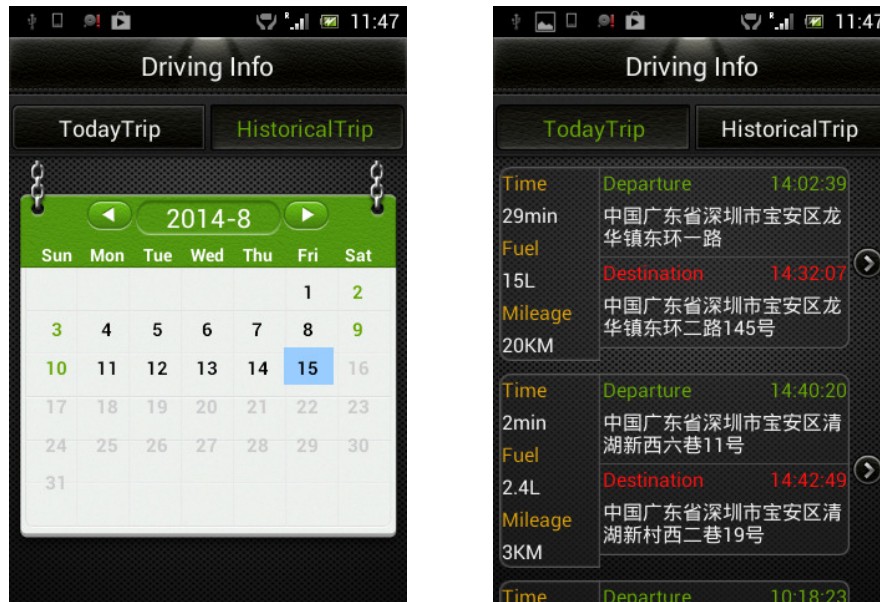 11:47
Driving Info
TodayTrip HistoricalTrip
2014-8
Sun Mon Tue Wed Thu Fri Sat
1 2
3 4 5 6 7 8 9
10 11 12 13 14 15 16
17 18 19 20 21 22 23
24 25 26 27 28 29 30
31
11:47
Driving Info
TodayTrip HistoricalTrip
Time
29min
Fuel
15L
Mileage
20KM
Departure 14:02:39
中国广东省深圳市宝安区龙
华镇东环一路
Destination 14:32:07
中国广东省深圳市宝安区龙
华镇东环二路145号
Time
2min
Fuel
2.4L
Mileage
3KM
Departure 14:40:20
中国广东省深圳市宝安区清
湖新西六巷11号
Destination 14:42:49
中国广东省深圳市宝安区清
湖新村西二巷19号
Time
Departure 10:18:23